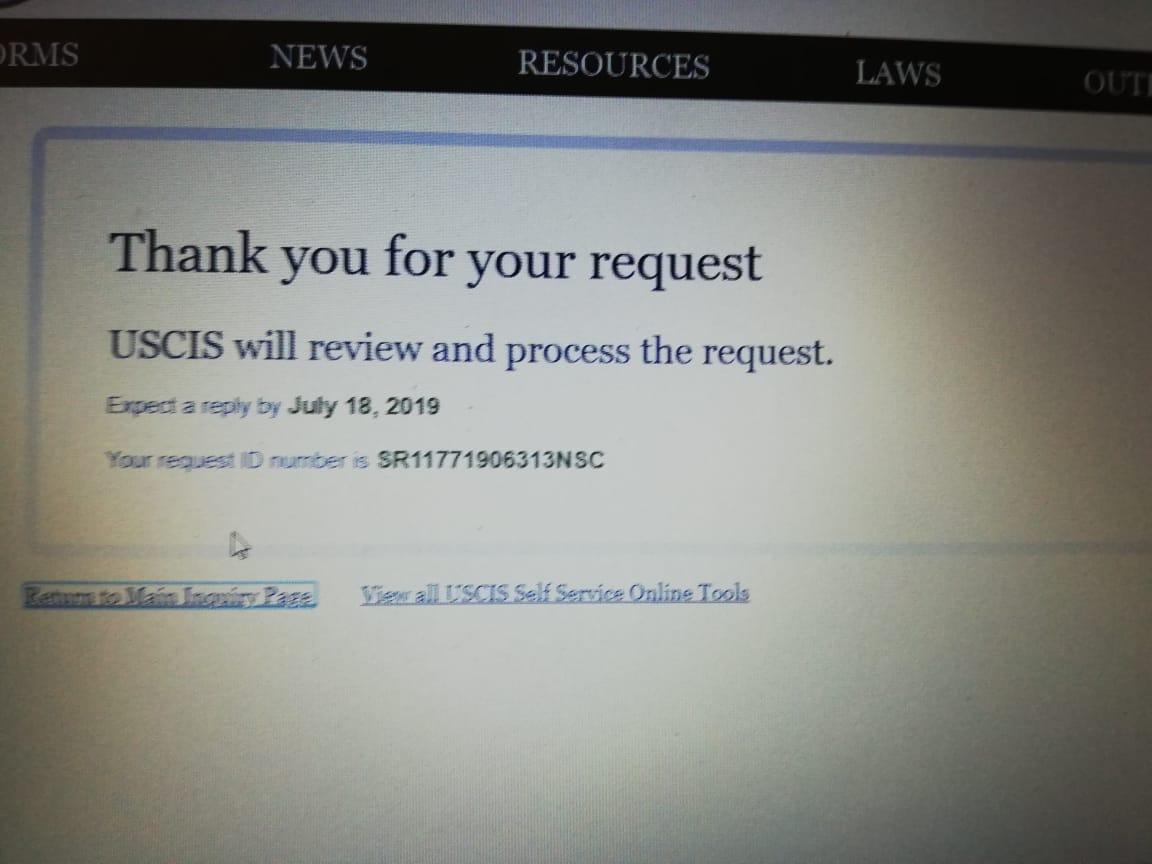 ORMS NEWS RESOURCES LAWS OUT
Thank you for your request
USCIS will review and process the request.
Expect a reply by July 18, 2019
Your request ID number is SR11771906313NSC
Return to Main Inquiry Page View all USCIS Self Service Online Tools